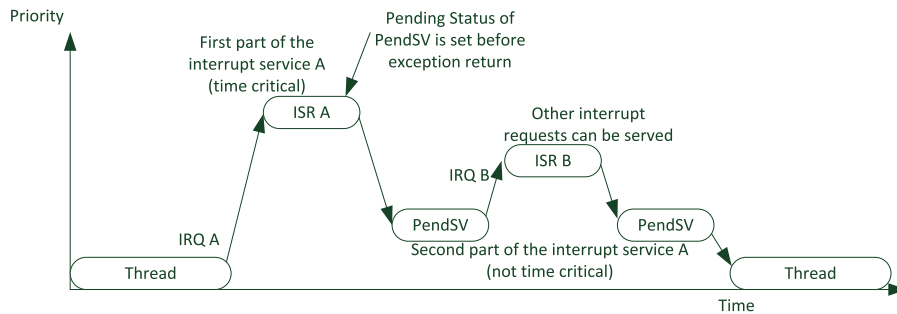 Priority
Pending Status of
PendSV is set before
exception return
First part of the
interrupt service A
(time critical)
ISR A
Other interrupt
requests can be served
ISR B
IRQ B
IRQ A
PendSV
PendSV
Second part of the interrupt service A
(not time critical)
Thread
Thread
Time